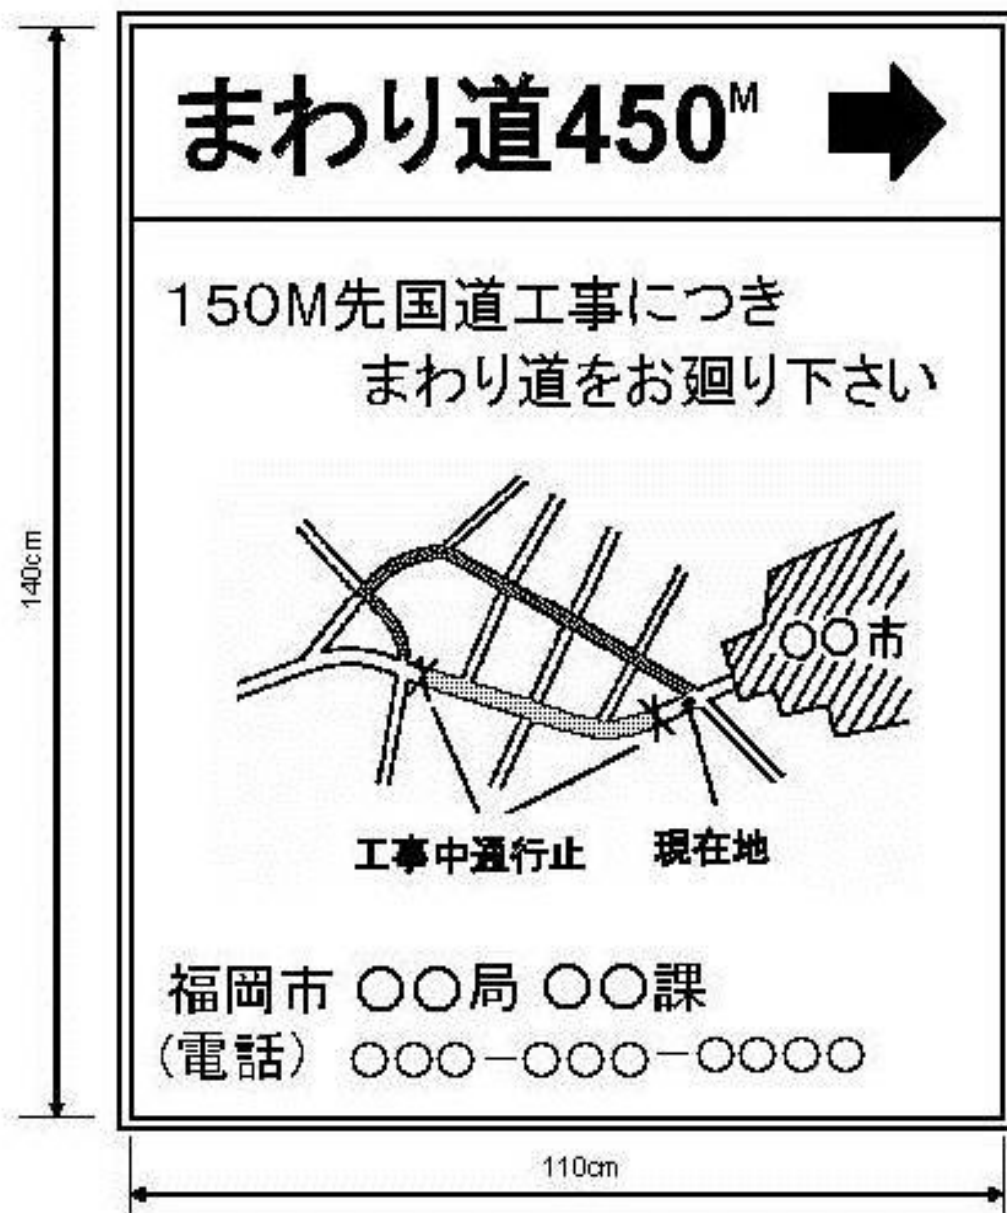 まわり道450M
150M先国道工事につき
まわり道をお廻り下さい
140cm
○○市
工事中通行止
現在地
福岡市 ○○局 ○○課
(電話) ○○○-○○○-○○○○
110cm